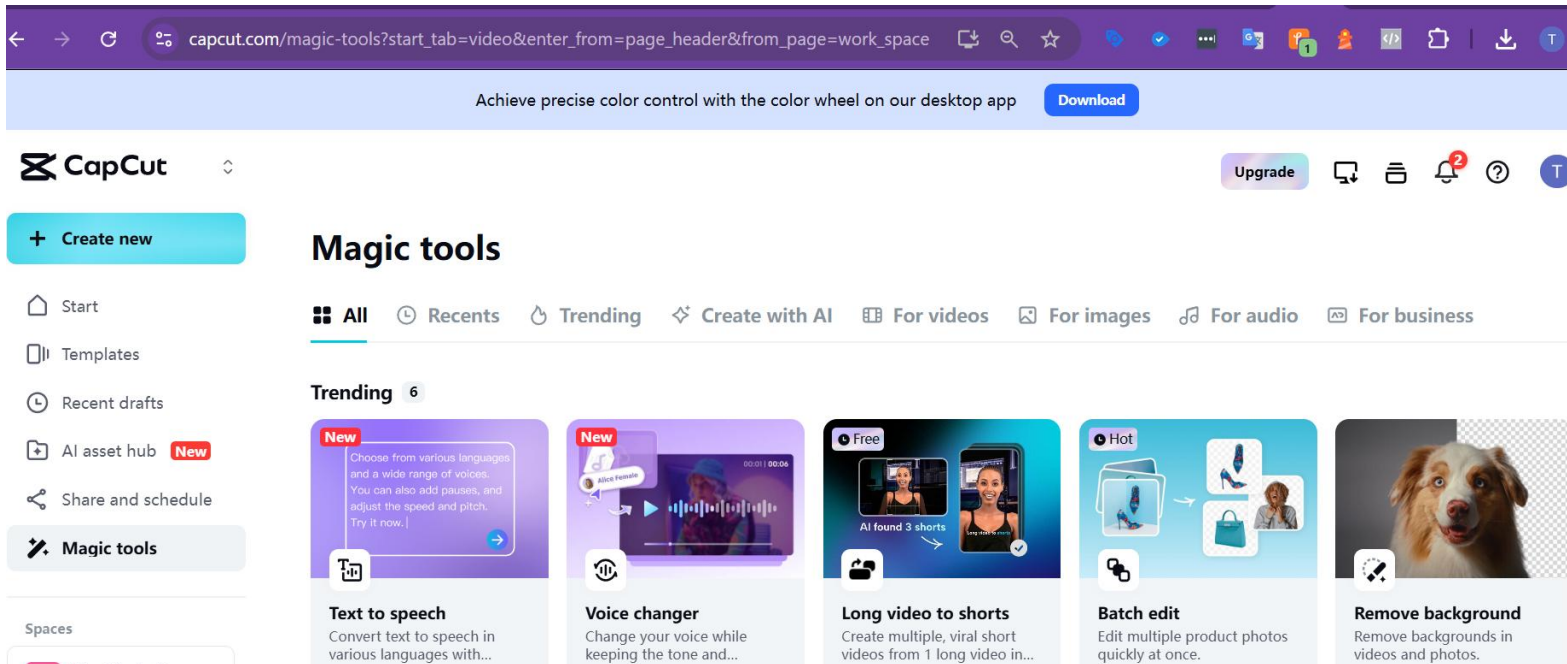 capcut.com/magic-tools?start_tab=video&enter_from=page_header&from_page=work_space
1
T
Achieve precise color control with the color wheel on our desktop app
Download
CapCut
Upgrade
2
T
Create new
Start
Templates
Recent drafts
AI asset hub New
Share and schedule
Magic tools
Spaces
Magic tools
All Recents Trending Create with AI For videos For images For audio For business
Trending 6
New
Choose from various languages
and a wide range of voices.
You can also add pauses, and
adjust the speed and pitch.
Try it now.
Text to speech
Convert text to speech in
various languages with...
New
00:01 | 00:06
Alice Female
Voice changer
Change your voice while
keeping the tone and...
Free
AI found 3 shorts
Long video to shorts
Long video to shorts
Create multiple, viral short
videos from 1 long video in...
Hot
Batch edit
Edit multiple product photos
quickly at once.
Remove background
Remove backgrounds in
videos and photos.